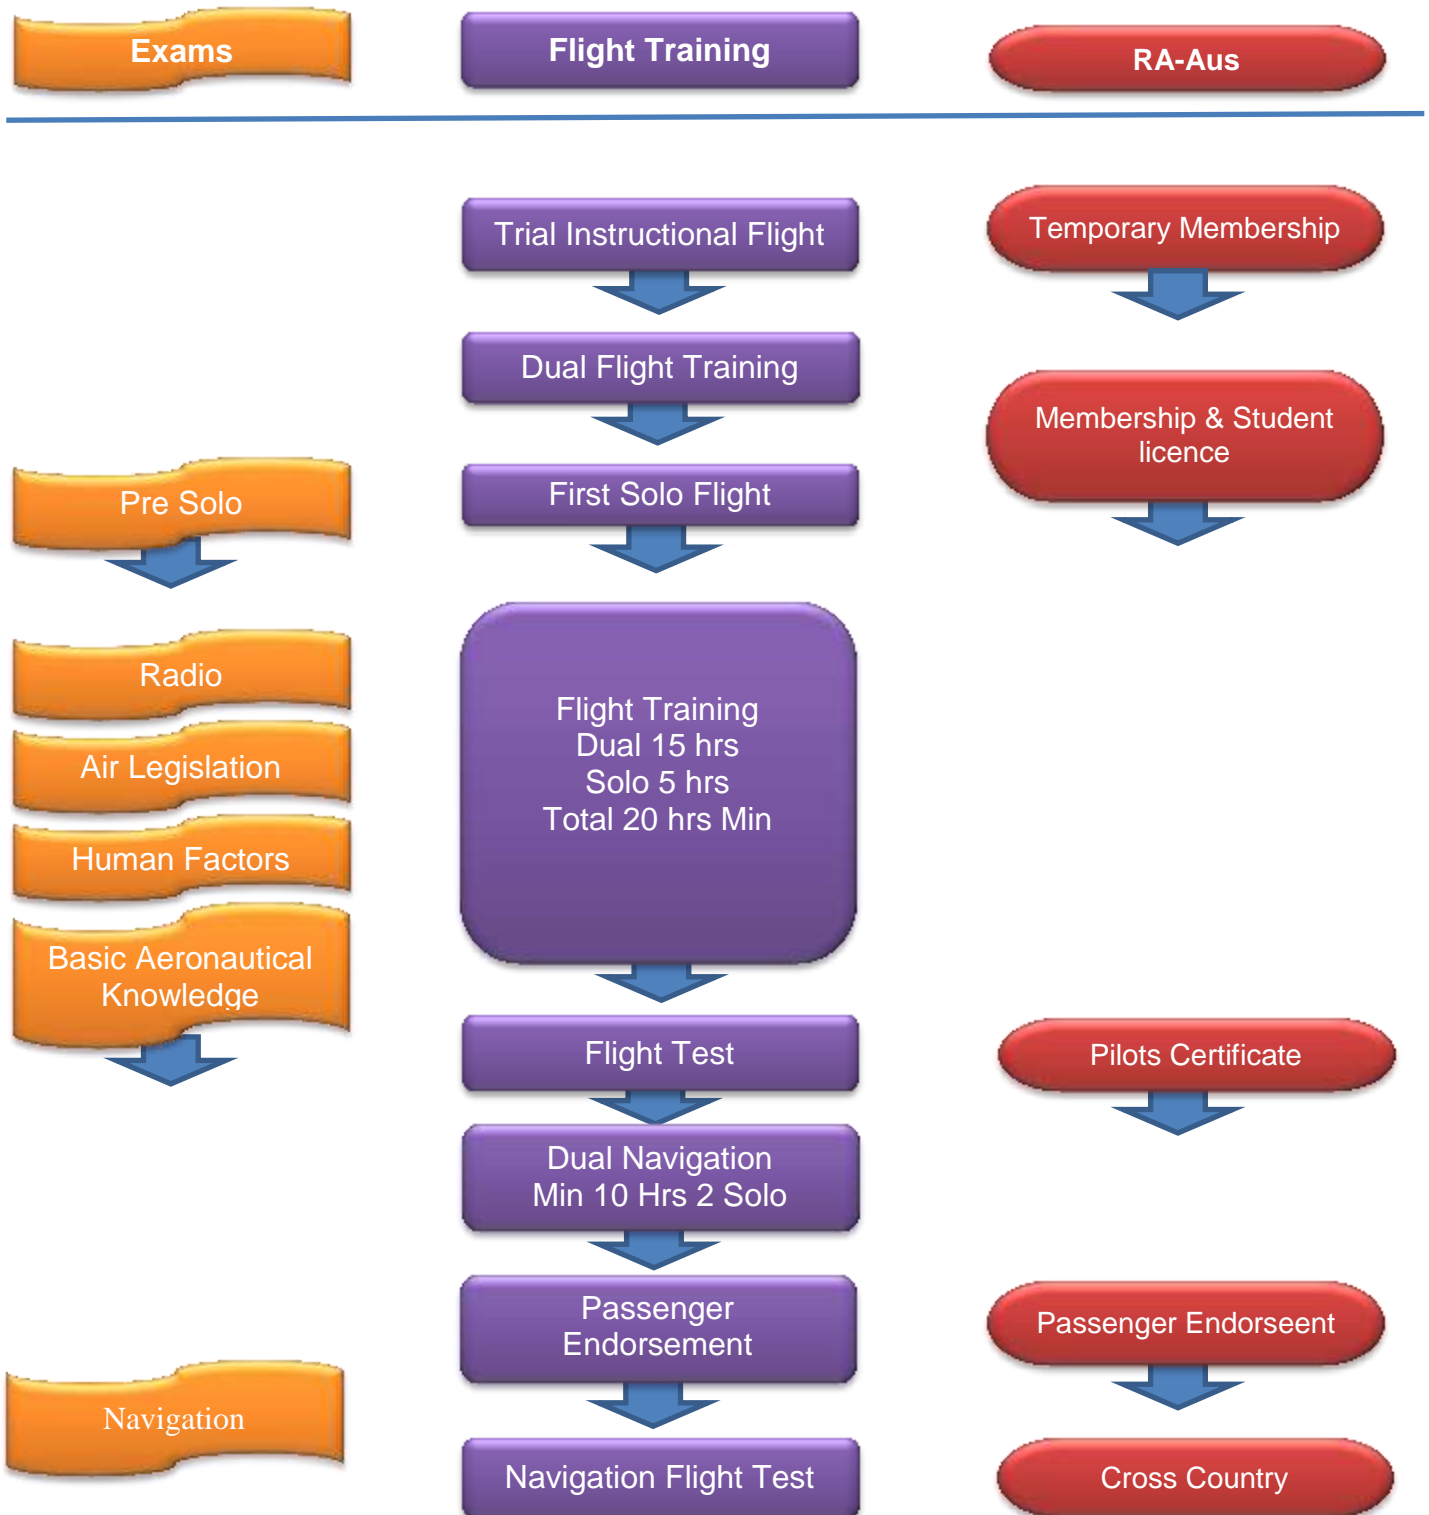 Exams
Flight Training
RA-Aus
Trial Instructional Flight
Temporary Membership
Dual Flight Training
Membership & Student
licence
Pre Solo
First Solo Flight
Radio
Air Legislation
Human Factors
Basic Aeronautical
Knowledge
Flight Training
Dual 15 hrs
Solo 5 hrs
Total 20 hrs Min
Flight Test
Pilots Certificate
Dual Navigation
Min 10 Hrs 2 Solo
Passenger
Endorsement
Passenger Endorseent
Navigation
Navigation Flight Test
Cross Country